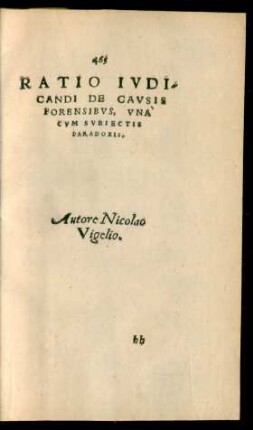 465
RATIO IVDI-
CANDI DE CAVSIS
FORENSIBVS, VNA
CVM SVBIECTIS
PARADOXIS.
Autore Nicolao
Vigelio.
hh